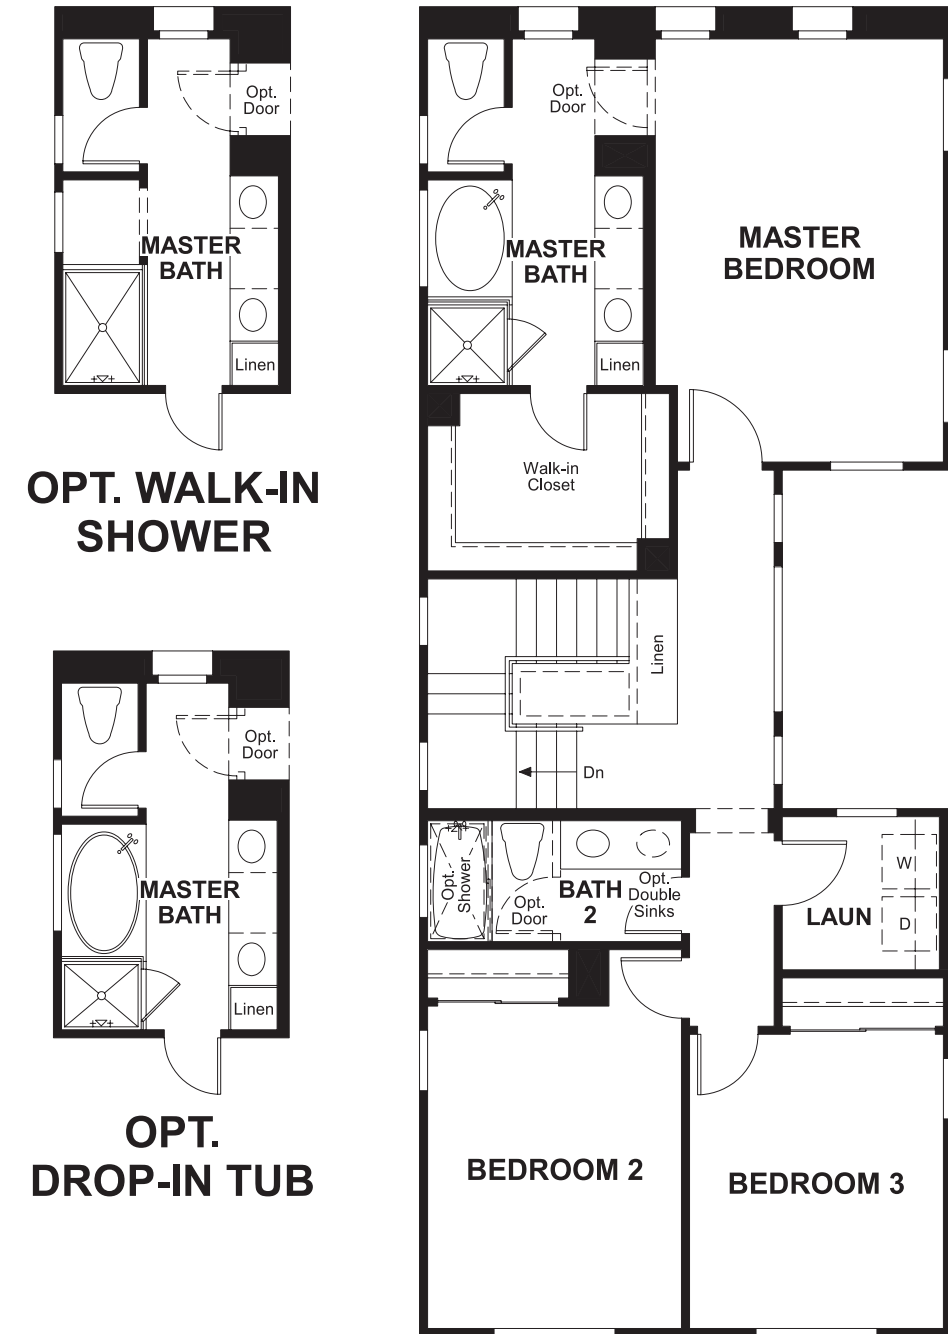 Opt.
Door
MASTER
BATH
Linen
OPT. WALK-IN
SHOWER
Opt.
Door
MASTER
BATH
Linen
OPT.
DROP-IN TUB
Opt.
Door
MASTER
BATH
Linen
MASTER
BEDROOM
Walk-in
Closet
Linen
Dn
Opt.
Shower
Opt.
Door
BATH
2
Opt.
Double
Sinks
LAUN
W
D
BEDROOM 2
BEDROOM 3